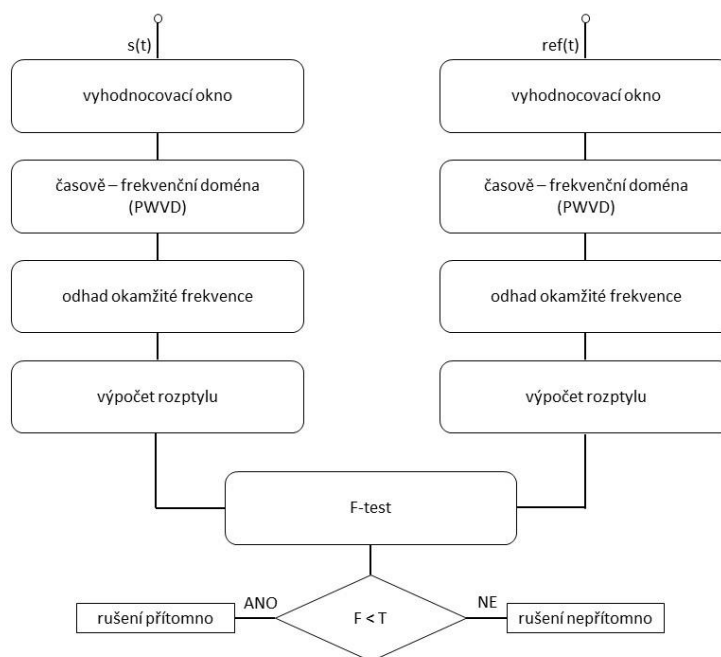 s(t)
ref(t)
vyhodnocovací okno
vyhodnocovací okno
časově – frekvenční doména
(PWVD)
časově – frekvenční doména
(PWVD)
odhad okamžité frekvence
odhad okamžité frekvence
výpočet rozptylu
výpočet rozptylu
F-test
ANO
NE
rušení přítomno
F < T
rušení nepřítomno